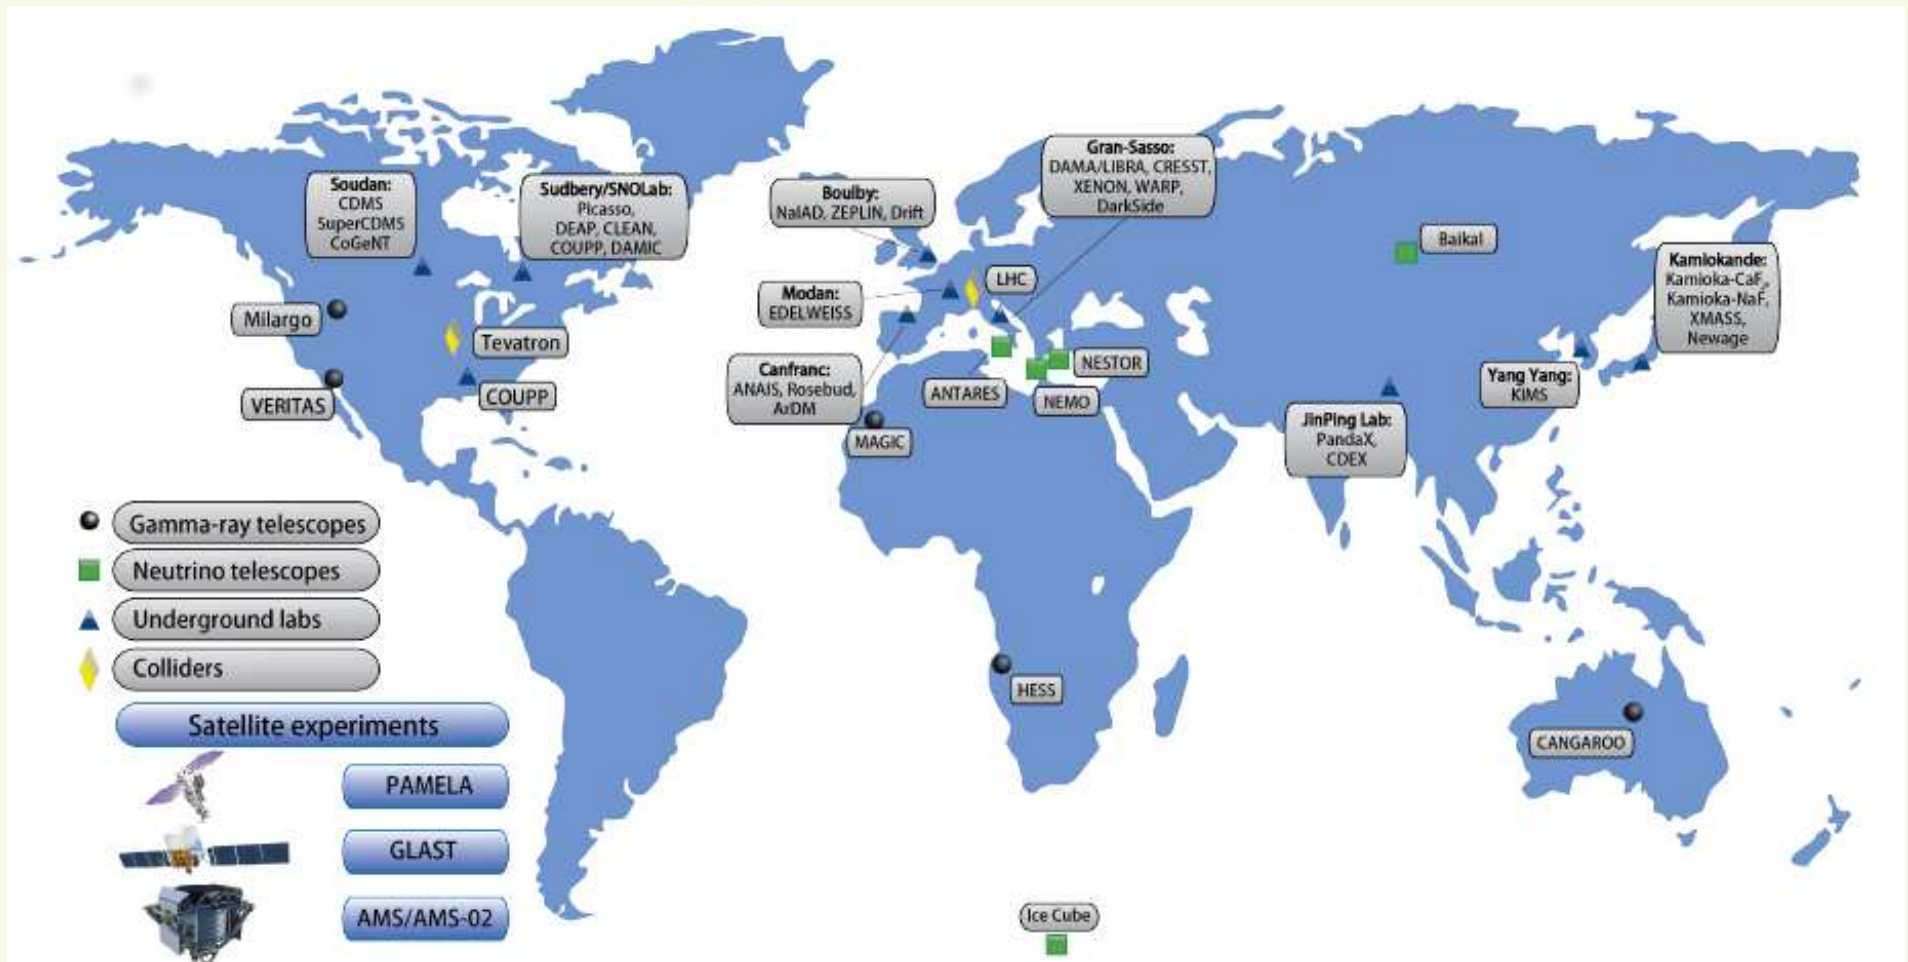 Soudan:
CDMS
SuperCDMS
CoGeNT
Sudbery/SNOLab:
Picasso,
DEAP, CLEAN,
COUPP, DAMIC
Boulby:
NaIAD, ZEPLIN, Drift
Gran-Sasso:
DAMA/LIBRA, CRESST,
XENON, WARP,
DarkSide
Baikal
Kamiokande:
Kamioka-CaF₂,
Kamioka-NaF,
XMASS,
Newage
Milargo
Tevatron
VERITAS
COUPP
Modan:
EDELWEISS
LHC
Canfranc:
ANAIS, Rosebud,
ArDM
ANTARES
NESTOR
NEMO
MAGIC
Yang Yang:
KIMS
JinPing Lab:
PandaX,
CDEX
HESS
CANGAROO
Ice Cube
Gamma-ray telescopes
Neutrino telescopes
Underground labs
Colliders
Satellite experiments
PAMELA
GLAST
AMS/AMS-02